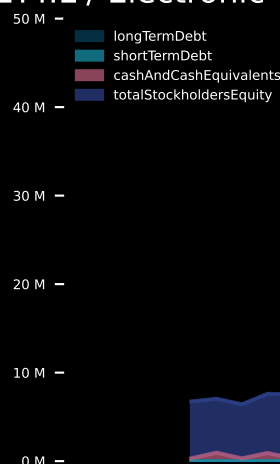 50 M
longTermDebt
shortTermDebt
cashAndCashEquivalents
totalStockholdersEquity
40 M
30 M
20 M
10 M
0 M